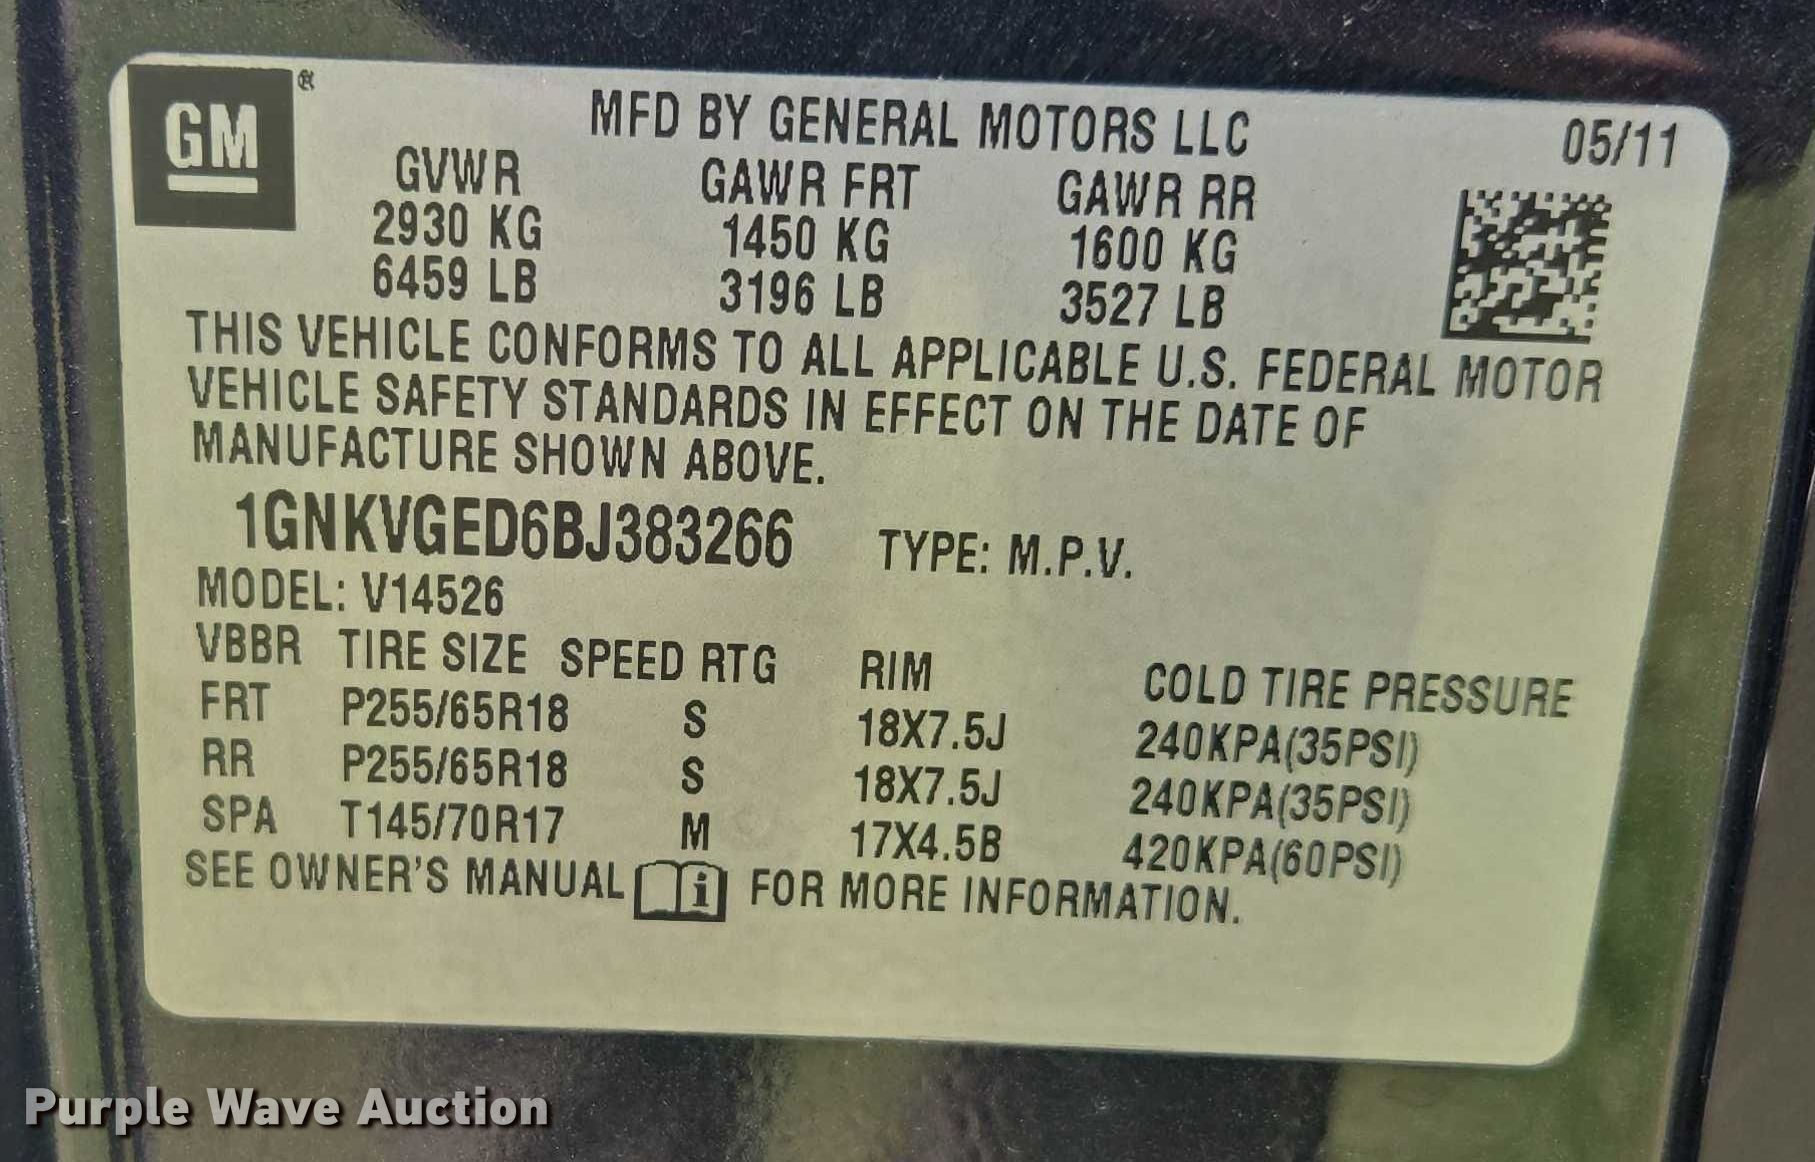 GM®
MFD BY GENERAL MOTORS LLC 05/11
GVWR GAWR FRT GAWR RR
2930 KG 1450 KG 1600 KG
6459 LB 3196 LB 3527 LB
THIS VEHICLE CONFORMS TO ALL APPLICABLE U.S. FEDERAL MOTOR
VEHICLE SAFETY STANDARDS IN EFFECT ON THE DATE OF
MANUFACTURE SHOWN ABOVE.
1GNKVGED6BJ383266 TYPE: M.P.V.
MODEL: V14526
VBBR TIRE SIZE SPEED RTG RIM COLD TIRE PRESSURE
FRT P255/65R18 S 18X7.5J 240KPA(35PSI)
RR P255/65R18 S 18X7.5J 240KPA(35PSI)
SPA T145/70R17 M 17X4.5B 420KPA(60PSI)
SEE OWNER'S MANUAL i FOR MORE INFORMATION.
Purple Wave Auction